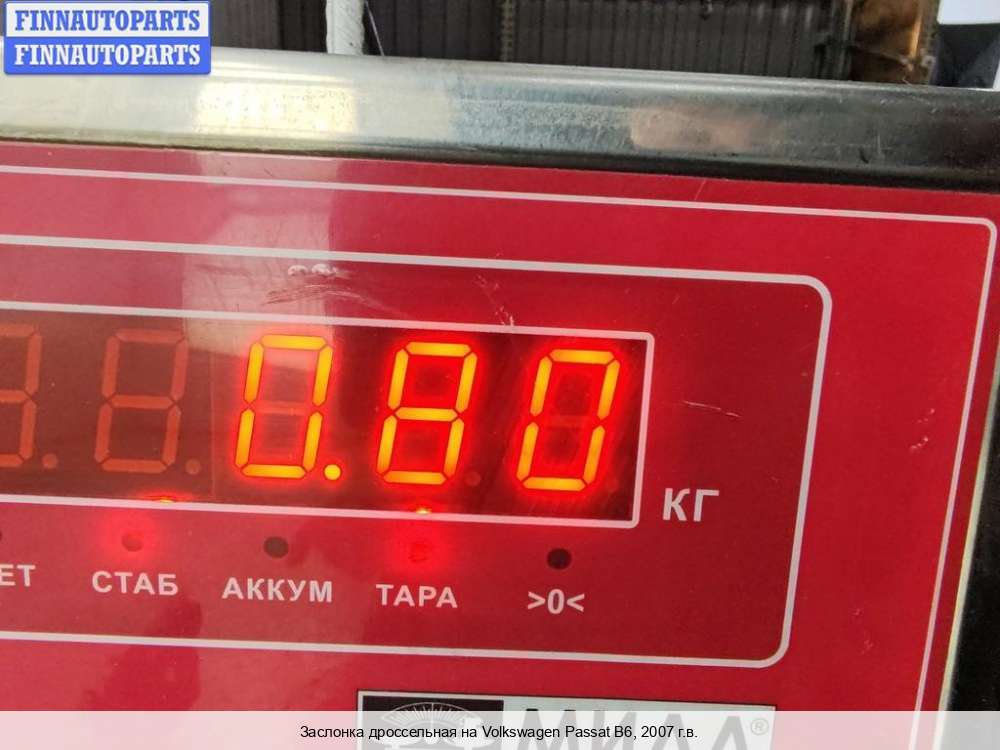 FINNAUTOPARTS
FINNAUTOPARTS
0.80
КГ
СТАБ АККУМ ТАРА >0<
Заслонка дроссельная на Volkswagen Passat B6, 2007 г.в.